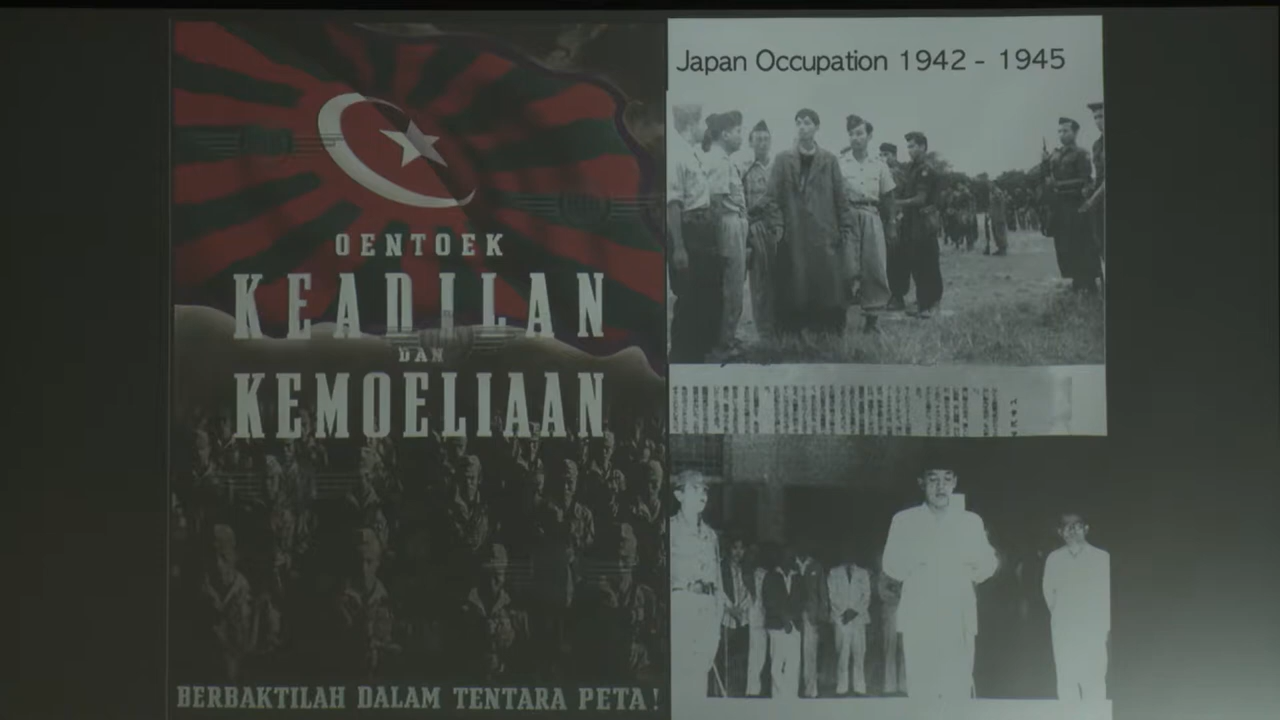 OENTOEK
KEADILAN
DAN
KEMOELIAAN
BERBAKTILAH DALAM TENTARA PETA!
Japan Occupation 1942 - 1945